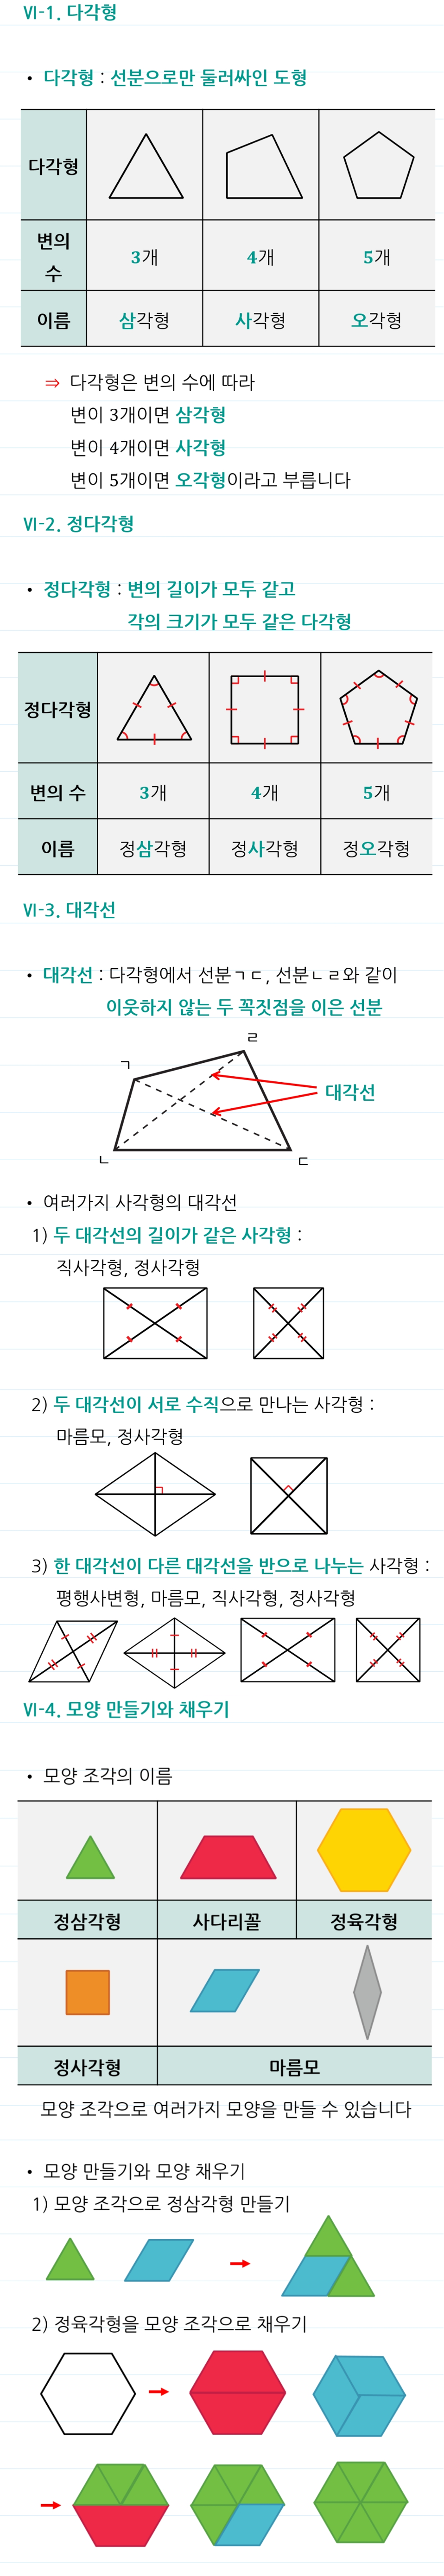 VI-1. 다각형
• 다각형 : 선분으로만 둘러싸인 도형
다각형
변의 수 3개 4개 5개
이름 삼각형 사각형 오각형
⇒ 다각형은 변의 수에 따라
변이 3개이면 삼각형
변이 4개이면 사각형
변이 5개이면 오각형이라고 부릅니다
VI-2. 정다각형
• 정다각형 : 변의 길이가 모두 같고
각의 크기가 모두 같은 다각형
정다각형
변의 수 3개 4개 5개
이름 정삼각형 정사각형 정오각형
VI-3. 대각선
• 대각선 : 다각형에서 선분ㄱㄷ, 선분ㄴㄹ와 같이
이웃하지 않는 두 꼭짓점을 이은 선분
ㄹ
ㄱ
대각선
ㄴ ㄷ
• 여러가지 사각형의 대각선
1) 두 대각선의 길이가 같은 사각형 :
직사각형, 정사각형
2) 두 대각선이 서로 수직으로 만나는 사각형 :
마름모, 정사각형
3) 한 대각선이 다른 대각선을 반으로 나누는 사각형 :
평행사변형, 마름모, 직사각형, 정사각형
VI-4. 모양 만들기와 채우기
• 모양 조각의 이름
정삼각형 사다리꼴 정육각형
정사각형 마름모
모양 조각으로 여러가지 모양을 만들 수 있습니다
• 모양 만들기와 모양 채우기
1) 모양 조각으로 정삼각형 만들기
2) 정육각형을 모양 조각으로 채우기